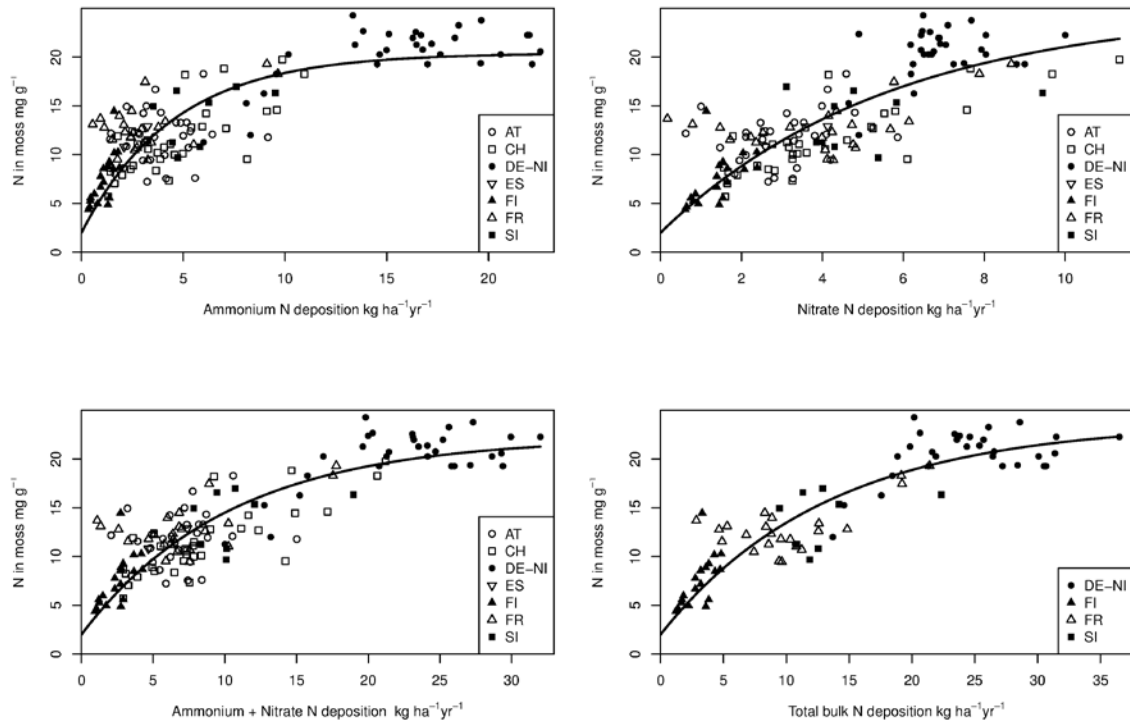 N in moss mg g⁻¹
25
20
15
10
5
0
AT
CH
DE−NI
ES
FI
FR
SI
0 5 10 15 20
Ammonium N deposition kg ha⁻¹yr⁻¹
N in moss mg g⁻¹
25
20
15
10
5
0
AT
CH
DE−NI
ES
FI
FR
SI
0 2 4 6 8 10
Nitrate N deposition kg ha⁻¹yr⁻¹
N in moss mg g⁻¹
25
20
15
10
5
0
AT
CH
DE−NI
ES
FI
FR
SI
0 5 10 15 20 25 30
Ammonium + Nitrate N deposition kg ha⁻¹yr⁻¹
N in moss mg g⁻¹
25
20
15
10
5
0
DE−NI
FI
FR
SI
0 5 10 15 20 25 30 35
Total bulk N deposition kg ha⁻¹yr⁻¹